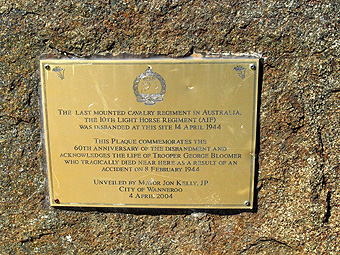 THE LAST MOUNTED CAVALRY REGIMENT IN AUSTRALIA,
THE 10TH LIGHT HORSE REGIMENT (AIF)
WAS DISBANDED AT THIS SITE 14 APRIL 1944
THIS PLAQUE COMMEMORATES THE
60TH ANNIVERSARY OF THE DISBANDMENT AND
ACKNOWLEDGES THE LIFE OF TROOPER GEORGE BLOOMER
WHO TRAGICALLY DIED NEAR HERE AS A RESULT OF AN
ACCIDENT ON 8 FEBRUARY 1944
UNVEILED BY MAYOR JON KELLY, JP
CITY OF WANNEROO
4 APRIL 2004